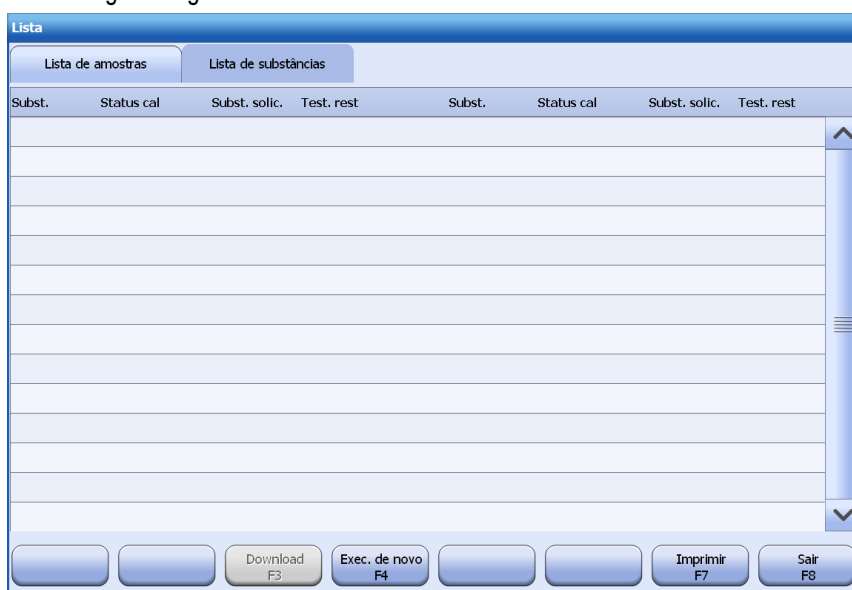 Lista
Lista de amostras Lista de substâncias
Subst. Status cal Subst. solic. Test. rest Subst. Status cal Subst. solic. Test. rest
Download Exec. de novo Imprimir Sair
F3 F4 F7 F8